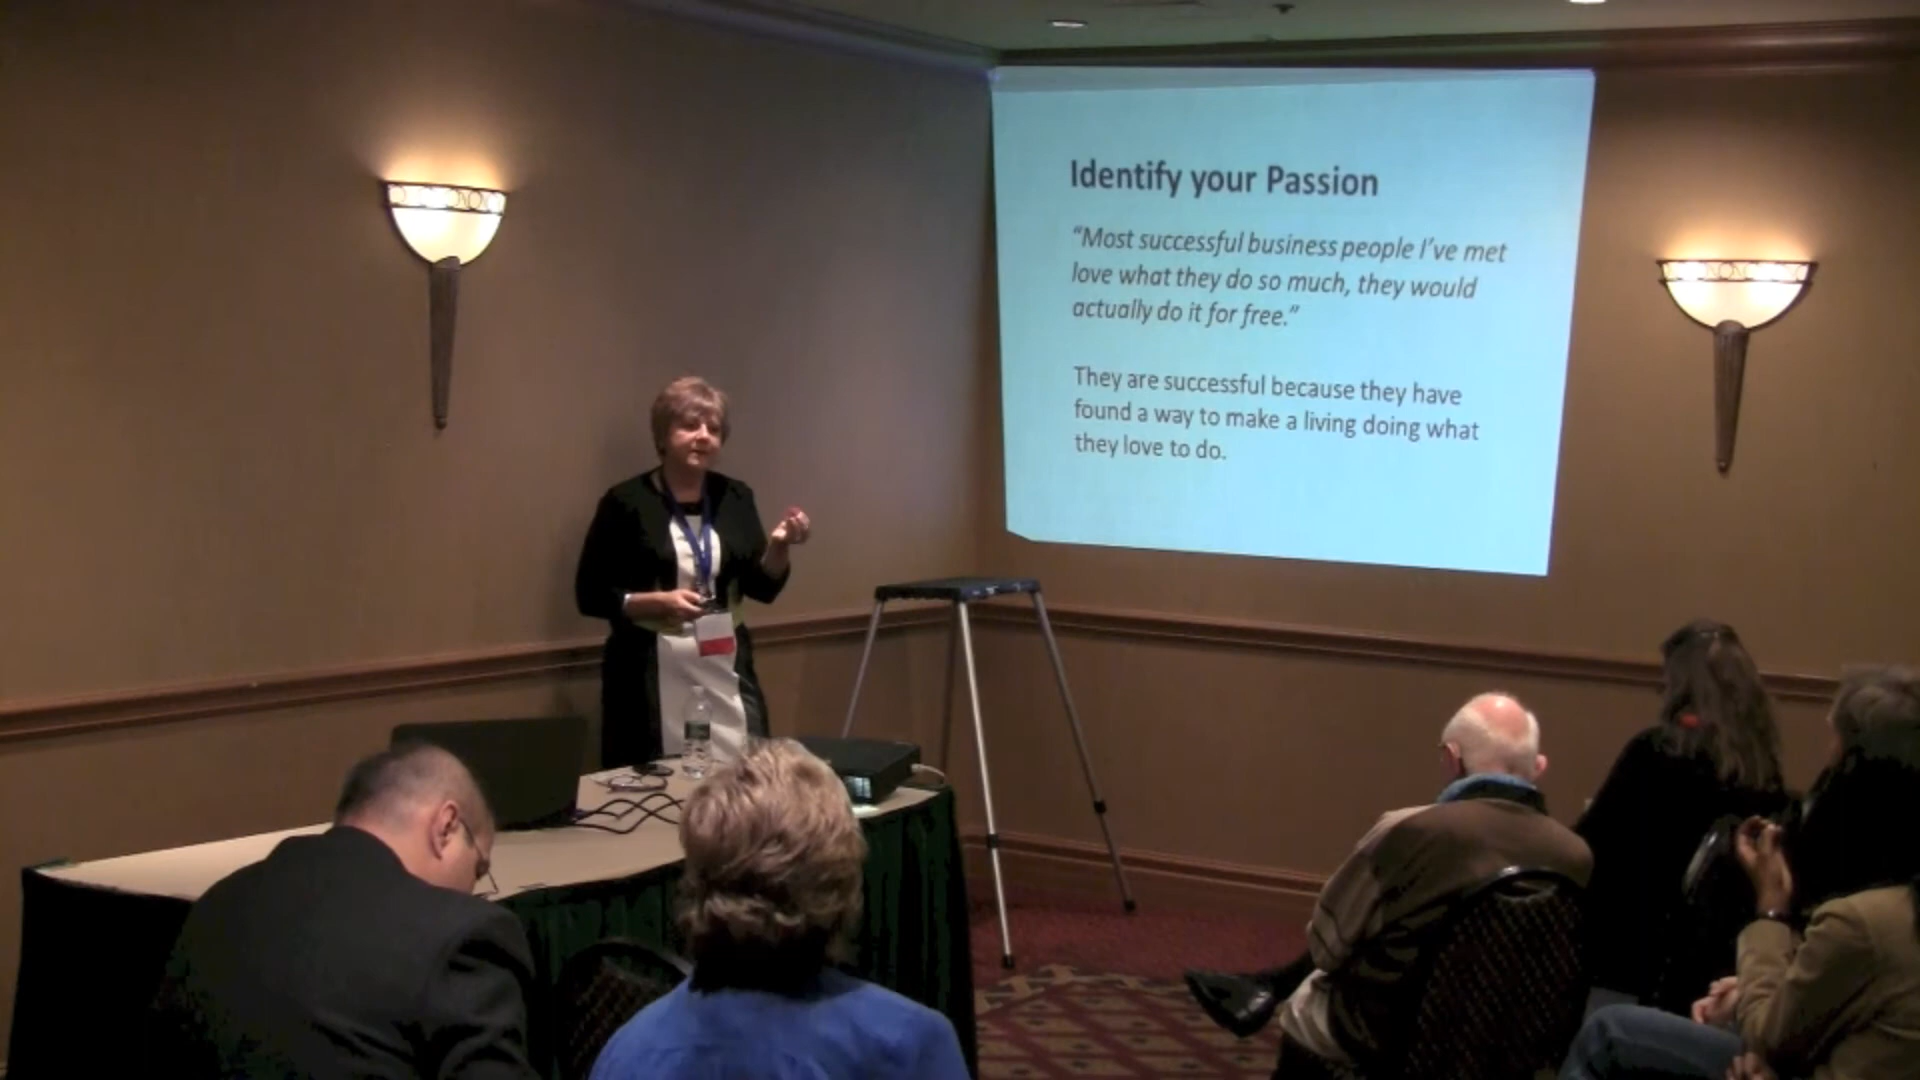 Identify your Passion
“Most successful business people I’ve met
love what they do so much, they would
actually do it for free.”
They are successful because they have
found a way to make a living doing what
they love to do.